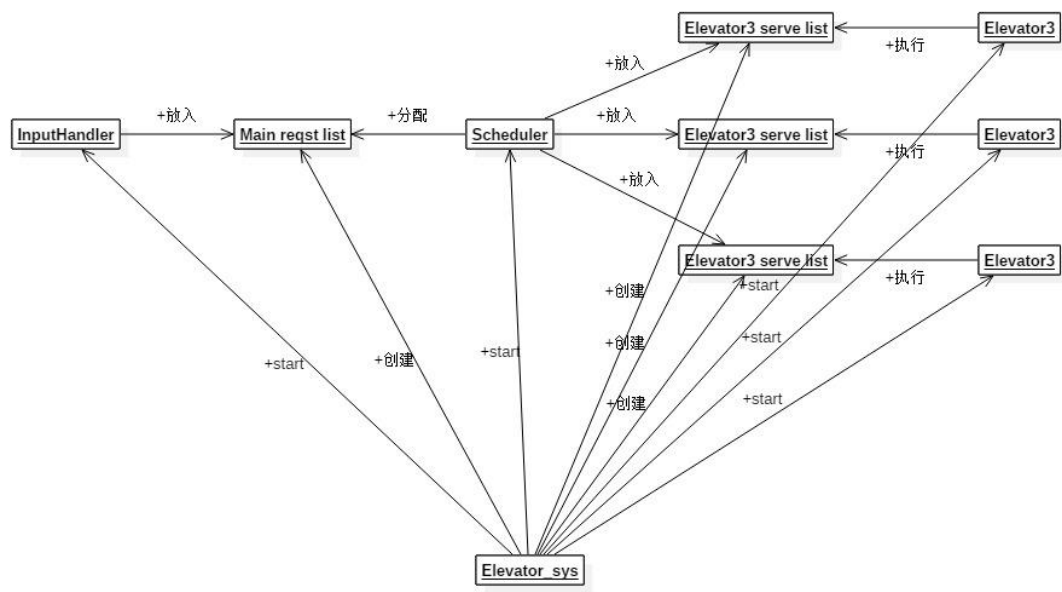 Elevator3 serve list
+执行
Elevator3
+放入
InputHandler
+放入
Main reqst list
+分配
Scheduler
+放入
Elevator3 serve list
+执行
Elevator3
+放入
Elevator3 serve list
+执行
Elevator3
+start
+创建
+start
+创建
+start
+创建
+start
+创建
+start
+start
Elevator_sys